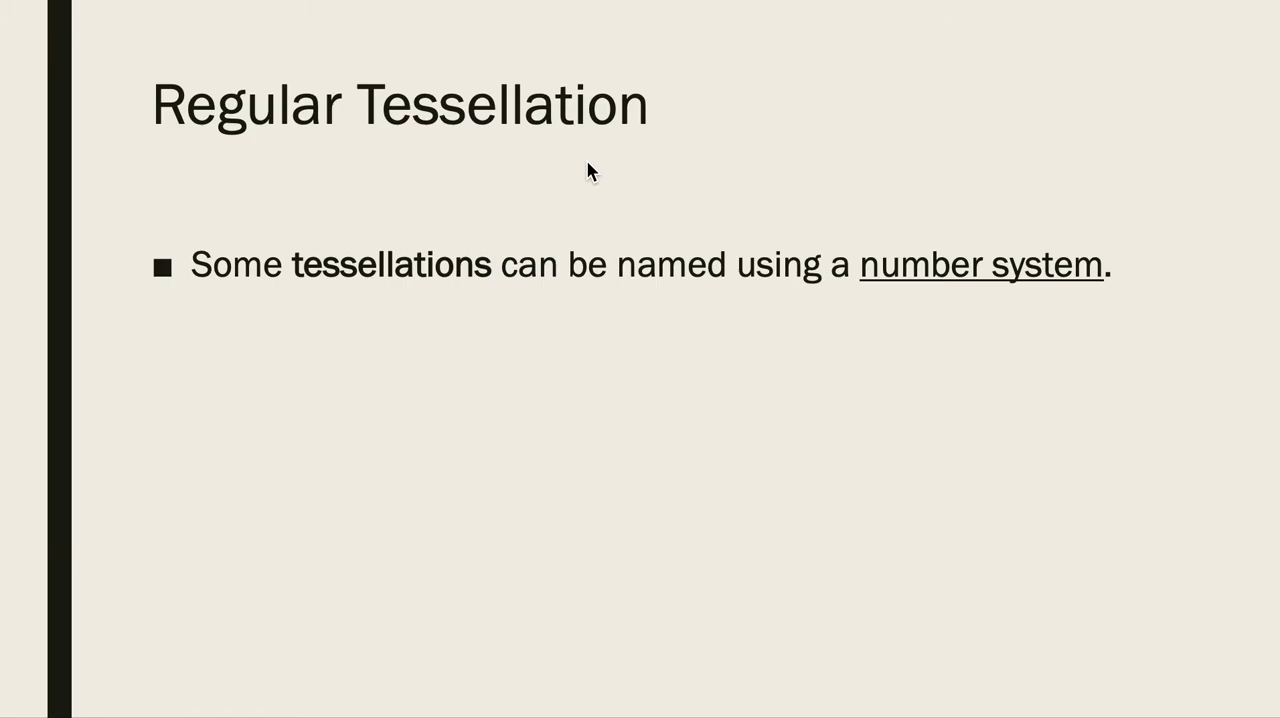 Regular Tessellation
Some tessellations can be named using a number system.